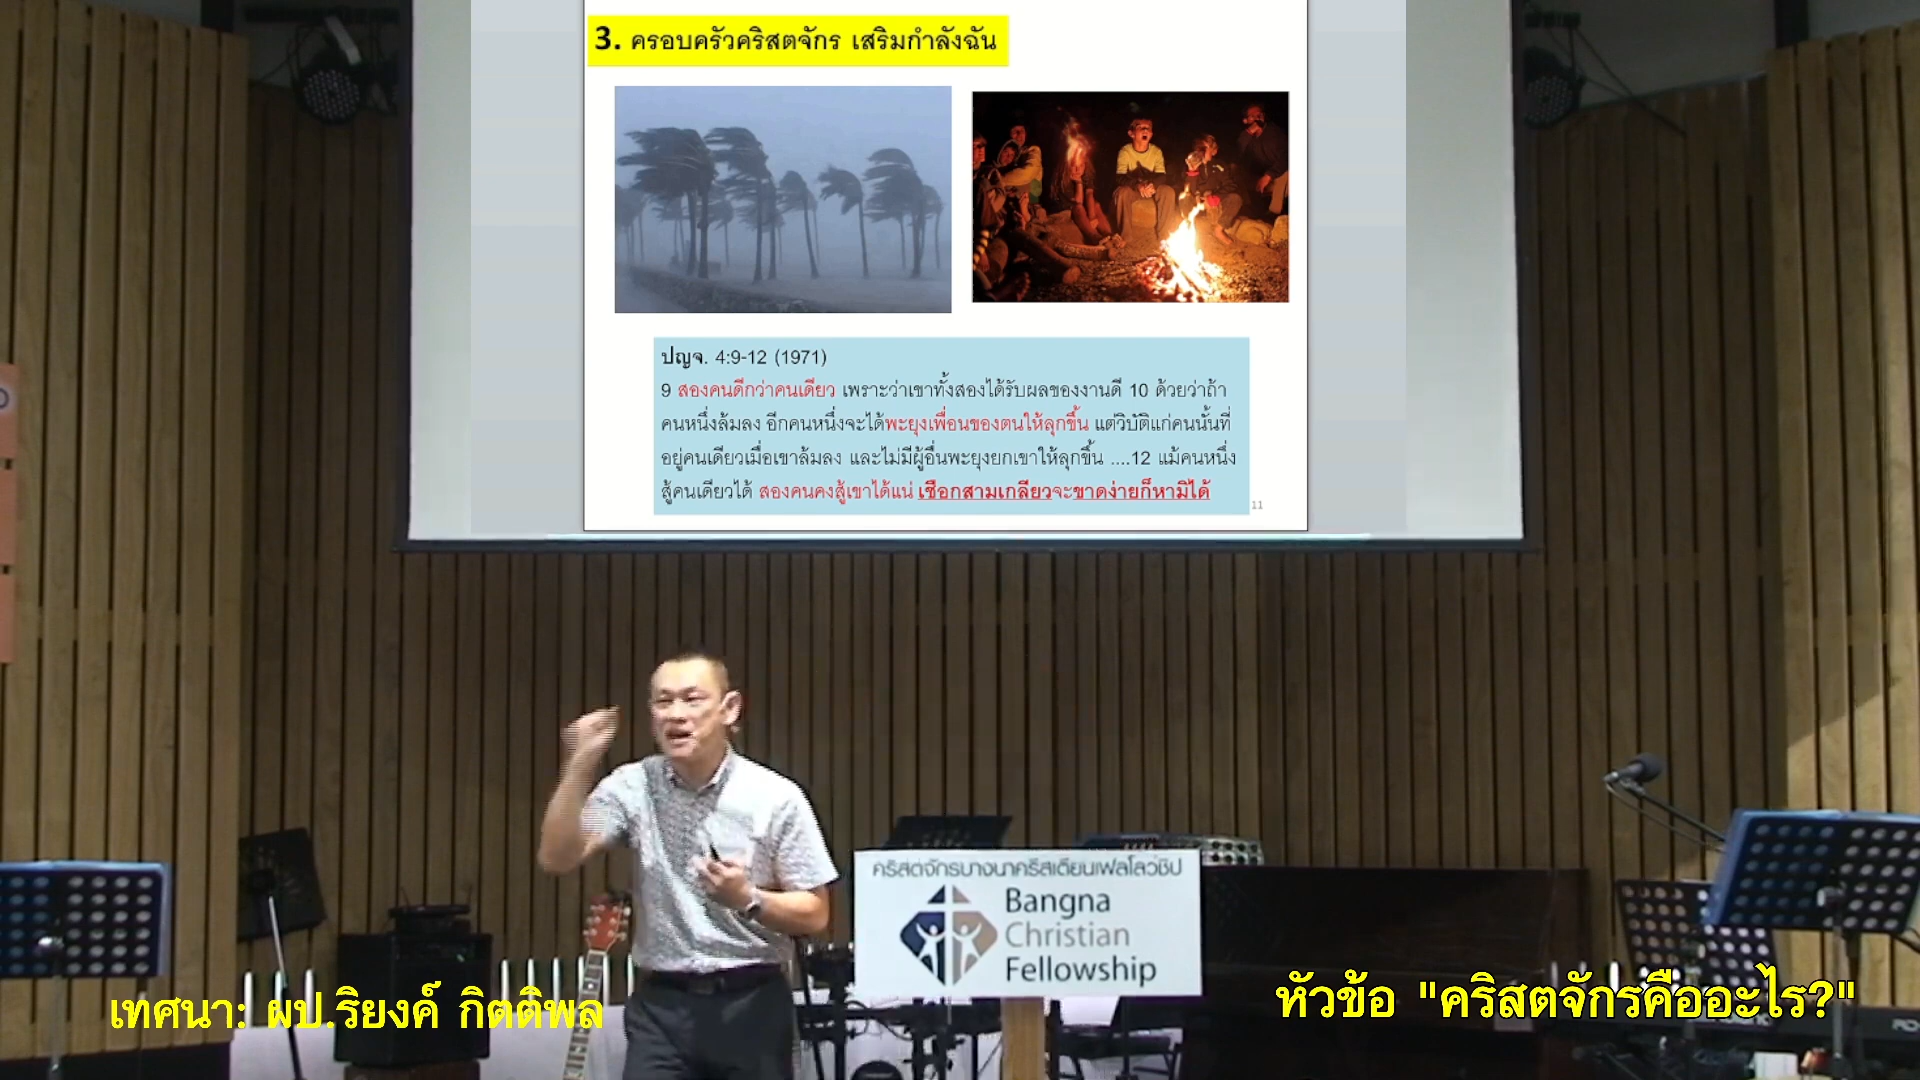 3. ครอบครัวคริสตจักร เสริมกำลังฉัน
ปญจ. 4:9-12 (1971)
9 สองคนดีกว่าคนเดียว เพราะว่าเขาทั้งสองได้รับผลของงานดี 10 ด้วยว่าถ้า
คนหนึ่งล้มลง อีกคนหนึ่งจะได้พะยุงเพื่อนของตนให้ลุกขึ้น แต่วิบัติแก่คนนั้นที่
อยู่คนเดียวเมื่อเขาล้มลง และไม่มีผู้อื่นพะยุงยกเขาให้ลุกขึ้น ....12 แม้คนหนึ่ง
สู้คนเดียวได้ สองคนคงสู้เขาได้แน่ เชือกสามเกลียวจะขาดง่ายก็หามิได้
11
คริสตจักรบางนาคริสเตียนเฟลโลว์ชิป
Bangna
Christian
Fellowship
เทศนา: ผป.ริยงค์ กิตติพล
หัวข้อ "คริสตจักรคืออะไร?"